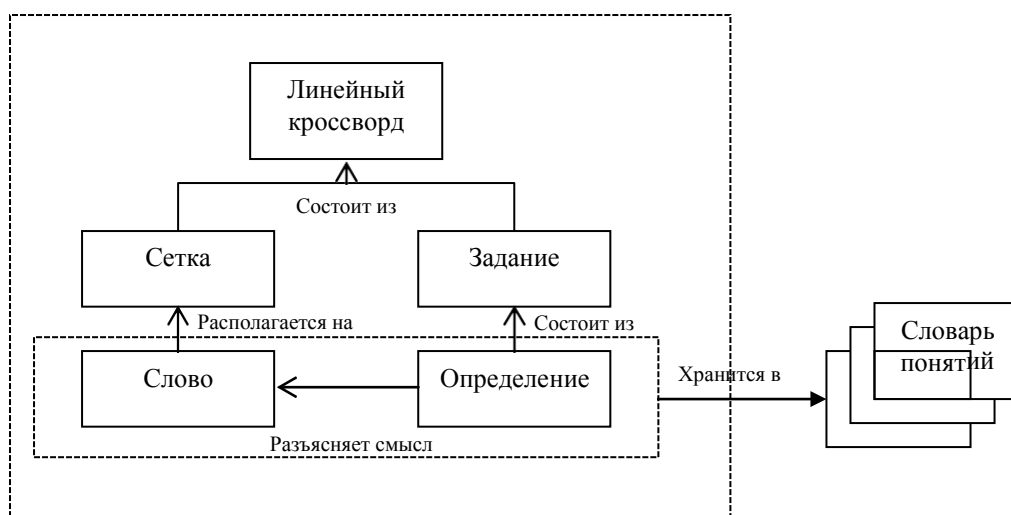 Линейный
кроссворд
Состоит из
Сетка
Задание
Располагается на
Состоит из
Слово
Определение
Разъясняет смысл
Хранится в
Словарь
понятий